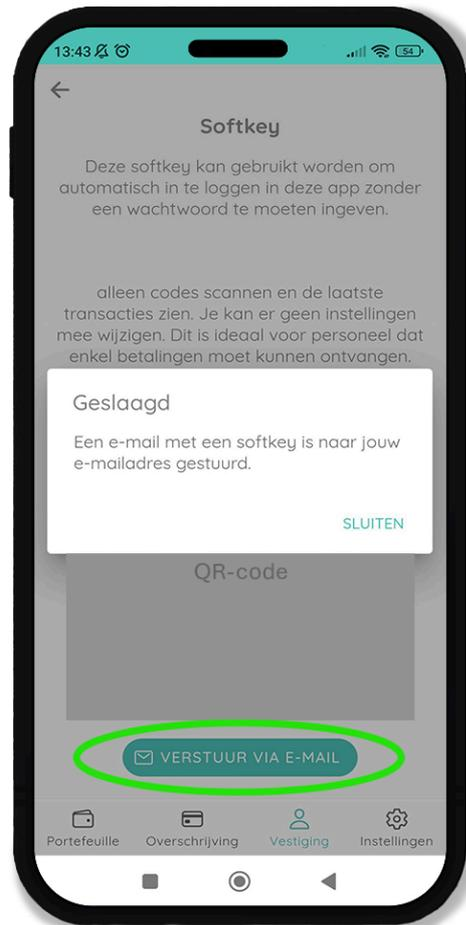 13:43
54
Softkey
Deze softkey kan gebruikt worden om
automatisch in te loggen in deze app zonder
een wachtwoord te moeten ingeven.
alleen codes scannen en de laatste
transacties zien. Je kan er geen instellingen
mee wijzigen. Dit is ideaal voor personeel dat
enkel betalingen moet kunnen ontvangen.
Geslaagd
Een e-mail met een softkey is naar jouw
e-mailadres gestuurd.
SLUITEN
QR-code
VERSTUUR VIA E-MAIL
Portefeuille Overschrijving Vestiging Instellingen